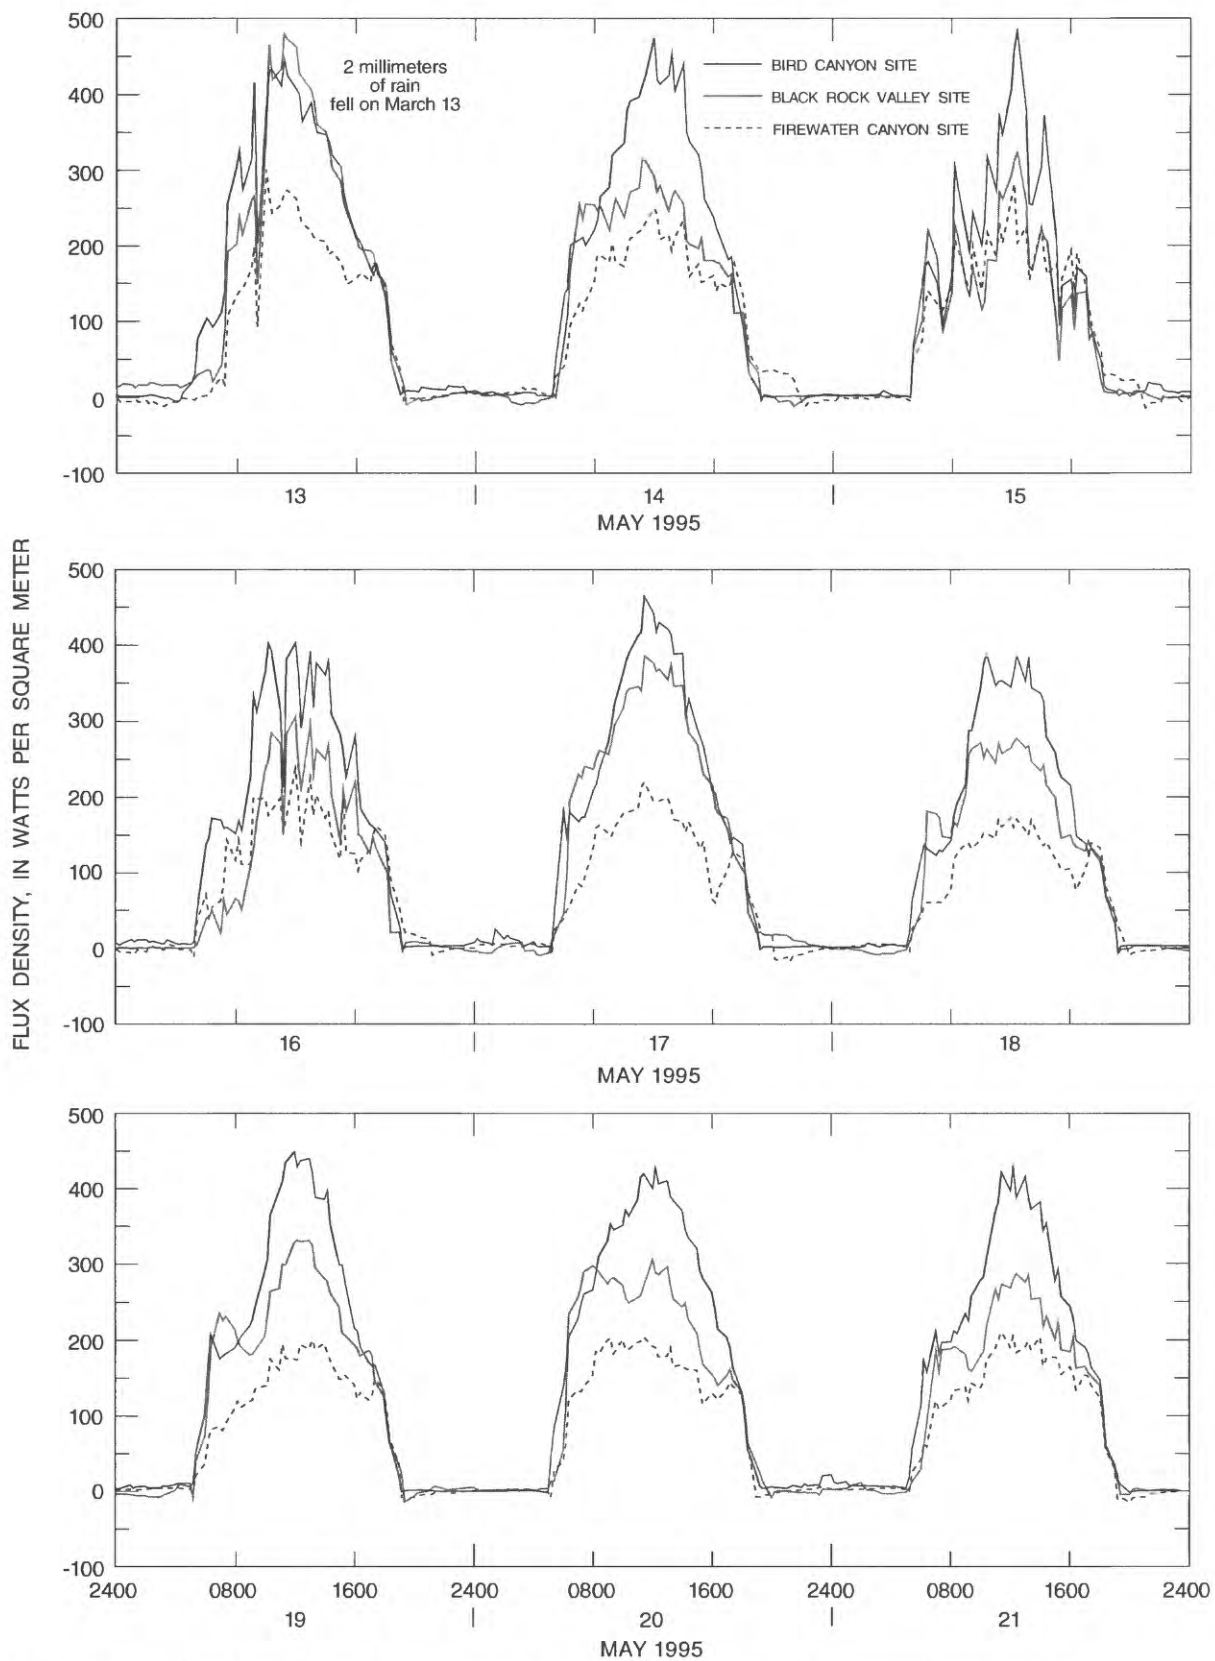 500
400
300
200
100
0
-100
2 millimeters
of rain
fell on March 13
BIRD CANYON SITE
BLACK ROCK VALLEY SITE
FIREWATER CANYON SITE
13 14 15
MAY 1995
FLUX DENSITY, IN WATTS PER SQUARE METER
500
400
300
200
100
0
-100
16 17 18
MAY 1995
500
400
300
200
100
0
-100
2400 0800 1600 2400 0800 1600 2400 0800 1600 2400
19 20 21
MAY 1995